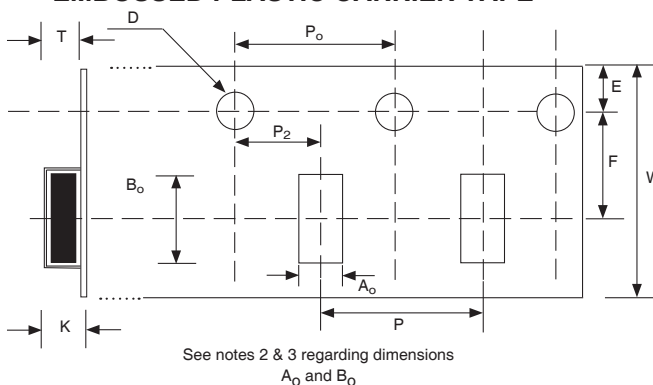 EMBOSSED PLASTIC CARRIER TAPE
T
D
Po
E
P2
F
W
Bo
Ao
K
P
See notes 2 & 3 regarding dimensions
Ao and Bo